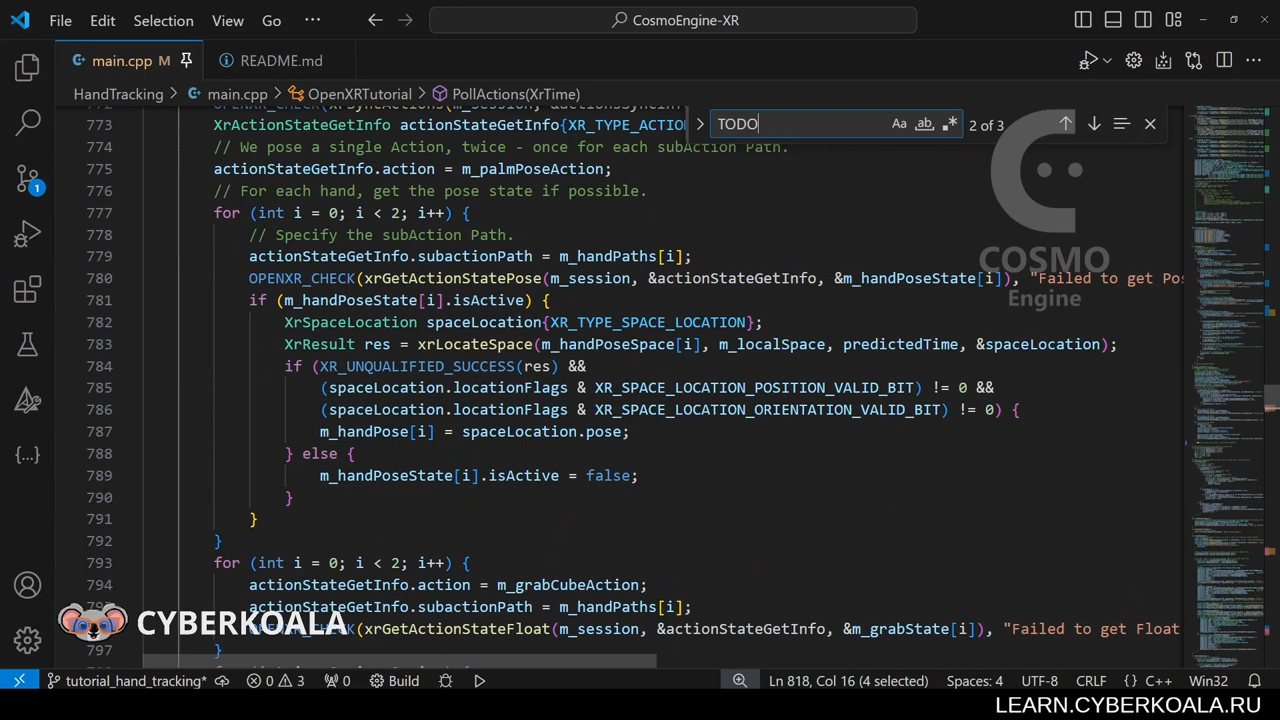 File Edit Selection View Go ··· CosmoEngine-XR
main.cpp M README.md
HandTracking > main.cpp > OpenXRTutorial > PollActions(XrTime)
TODO Aa ab 2 of 3
773 XrActionStateGetInfo actionStateGetInfo{XR_TYPE_ACTIO
774 // We pose a single Action, twice - once for each subAction Path.
775 actionStateGetInfo.action = m_palmPoseAction;
776 // For each hand, get the pose state if possible.
777 for (int i = 0; i < 2; i++) {
778 // Specify the subAction Path.
779 actionStateGetInfo.subactionPath = m_handPaths[i];
780 OPENXR_CHECK(xrGetActionStatePose(m_session, &actionStateGetInfo, &m_handPoseState[i]), "Failed to get Pos
781 if (m_handPoseState[i].isActive) {
782 XrSpaceLocation spaceLocation{XR_TYPE_SPACE_LOCATION};
783 XrResult res = xrLocateSpace(m_handPoseSpace[i], m_localSpace, predictedTime, &spaceLocation);
784 if (XR_UNQUALIFIED_SUCCESS(res) &&
785 (spaceLocation.locationFlags & XR_SPACE_LOCATION_POSITION_VALID_BIT) != 0 &&
786 (spaceLocation.locationFlags & XR_SPACE_LOCATION_ORIENTATION_VALID_BIT) != 0) {
787 m_handPose[i] = spaceLocation.pose;
788 } else {
789 m_handPoseState[i].isActive = false;
790 }
791 }
792 }
793 for (int i = 0; i < 2; i++) {
794 actionStateGetInfo.action = m_grabCubeAction;
actionStateGetInfo.subactionPath = m_handPaths[i];
m_session, &actionStateGetInfo, &m_grabState[i]), "Failed to get Float
797 }
COSMO
Engine
CYBERKOALA
tutorial_hand_tracking* 0 3 0 Build Col 16 (4 selected) Spaces: 4 UTF-8 CRLF {} C++ Win32
LEARN.CYBERKOALA.RU